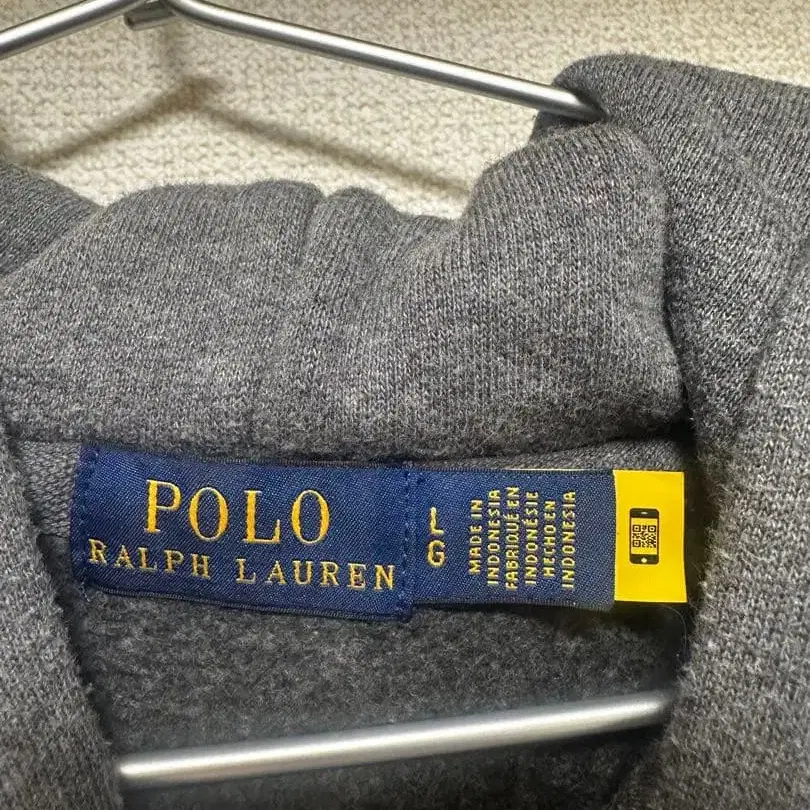 POLO
RALPH LAUREN
L
G
MADE IN
INDONESIA
FABRIQUÉ EN
INDONÉSIE
HECHO EN
INDONESIA